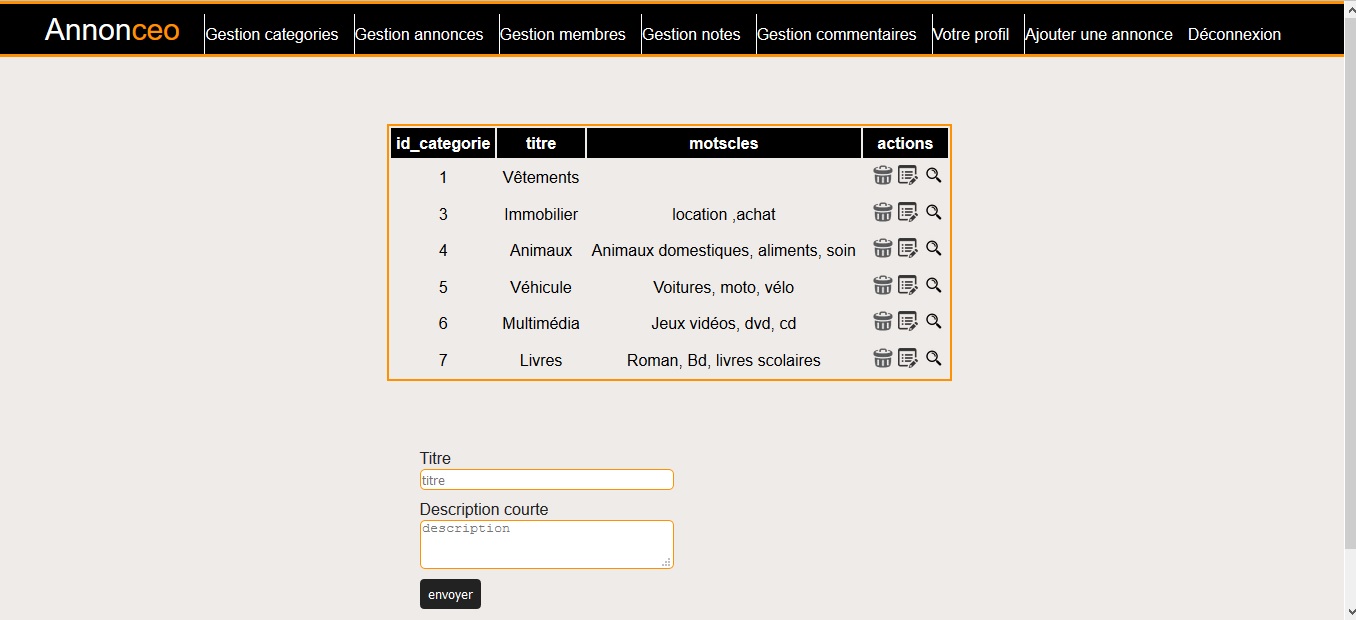 Annonceo Gestion categories Gestion annonces Gestion membres Gestion notes Gestion commentaires Votre profil Ajouter une annonce Déconnexion
id_categorie titre motscles actions
1 Vêtements
3 Immobilier location ,achat
4 Animaux Animaux domestiques, aliments, soin
5 Véhicule Voitures, moto, vélo
6 Multimédia Jeux vidéos, dvd, cd
7 Livres Roman, Bd, livres scolaires
Titre
titre
Description courte
description
envoyer